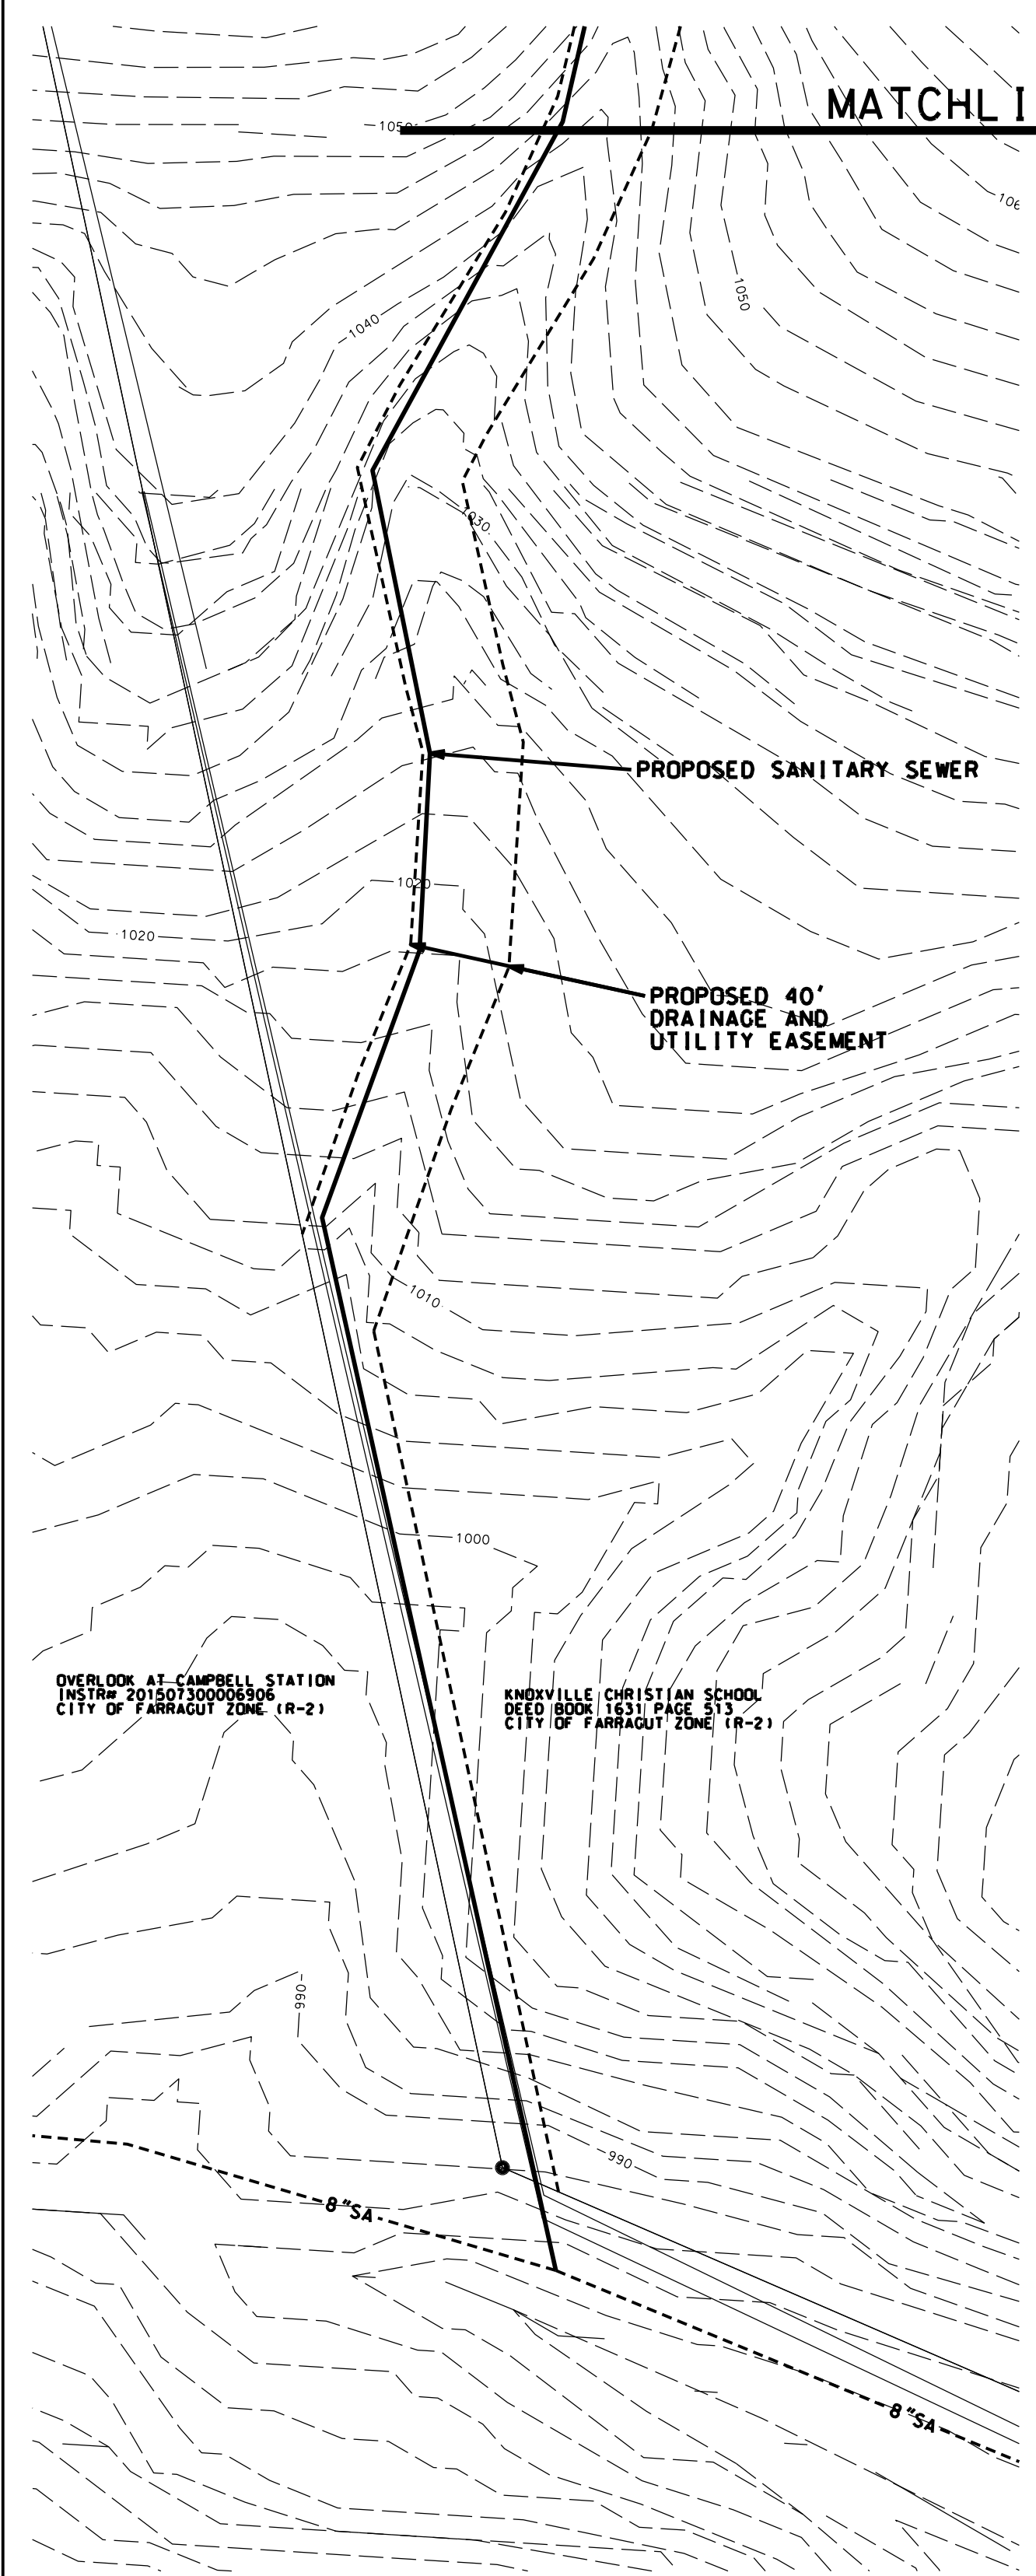 MATCHLI
1050
106
1050
1040
1030
PROPOSED SANITARY SEWER
1020
1020
PROPOSED 40'
DRAINAGE AND
UTILITY EASEMENT
1010
1000
OVERLOOK AT CAMPBELL STATION
INSTR# 201507300006906
CITY OF FARRAGUT ZONE (R-2)
KNOXVILLE CHRISTIAN SCHOOL
DEED BOOK 1631 PAGE 513
CITY OF FARRAGUT ZONE (R-2)
990
990
8"SA
8"SA